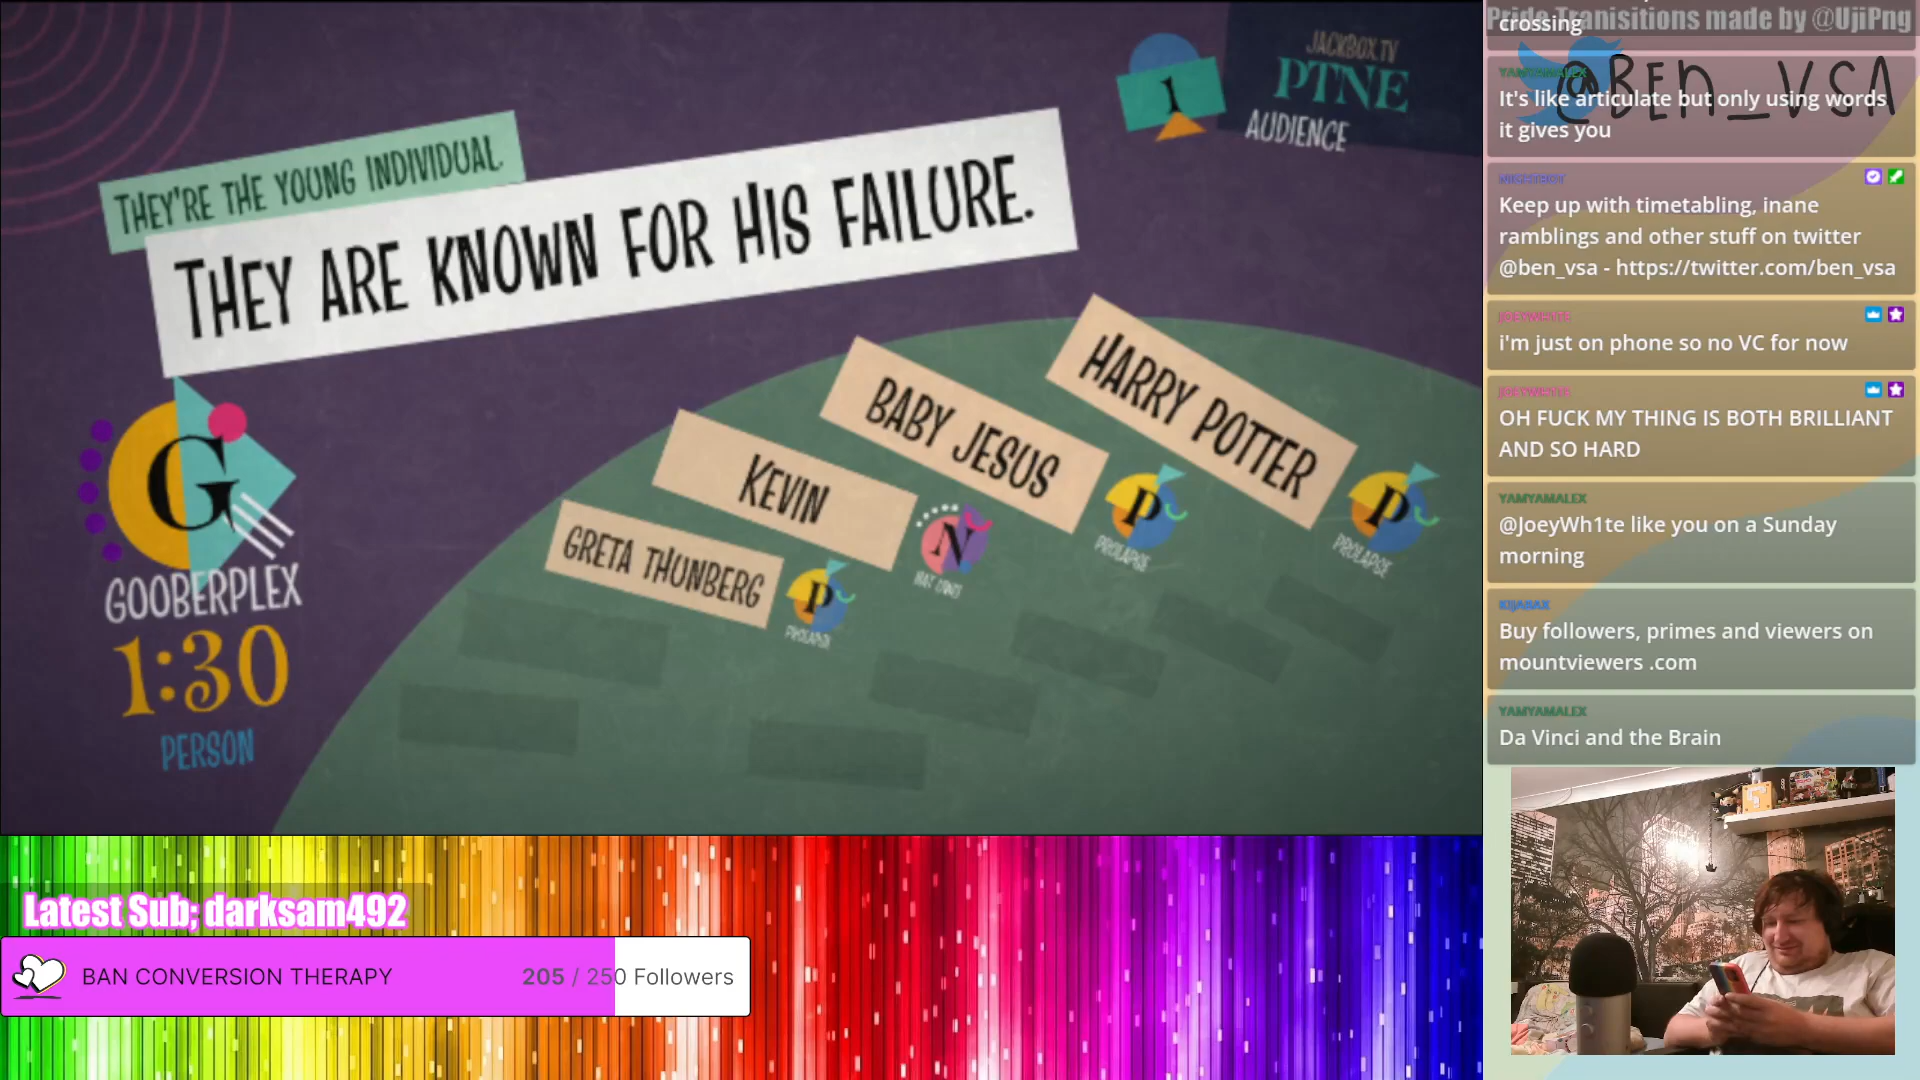 THEY'RE THE YOUNG INDIVIDUAL.
THEY ARE KNOWN FOR HIS FAILURE.
1
JACKBOX.TV
PTNE
AUDIENCE
G
GOOBERPLEX
1:30
PERSON
HARRY POTTER
P
PROLAPSE
BABY JESUS
P
PROLAPSE
KEVIN
N
GRETA THUNBERG
P
PROLAPSE
Pride Tranisitions made by @UjiPng
@BEN_VSA
crossing
YAMYAMALEX
It's like articulate but only using words
it gives you
NIGHTBOT
Keep up with timetabling, inane
ramblings and other stuff on twitter
@ben_vsa - https://twitter.com/ben_vsa
JOEYWH1TE
i'm just on phone so no VC for now
JOEYWH1TE
OH FUCK MY THING IS BOTH BRILLIANT
AND SO HARD
YAMYAMALEX
@JoeyWh1te like you on a Sunday
morning
Buy followers, primes and viewers on
mountviewers .com
YAMYAMALEX
Da Vinci and the Brain
Latest Sub; darksam492
BAN CONVERSION THERAPY
205 / 250 Followers